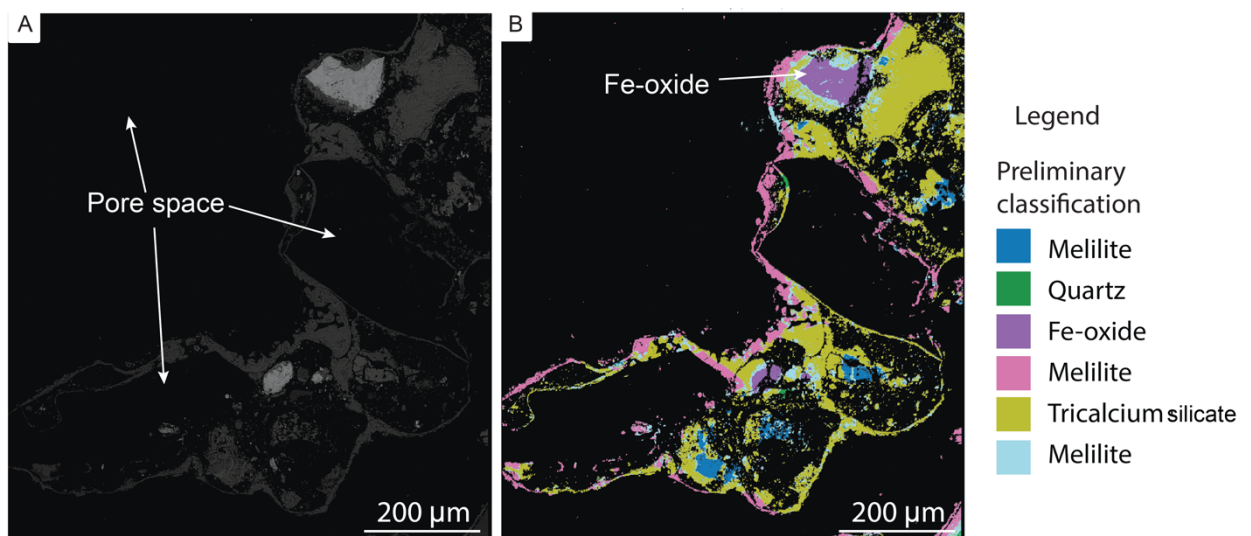 A
Pore space
200 µm
B
Fe-oxide
200 µm
Legend
Preliminary
classification
Melilite
Quartz
Fe-oxide
Melilite
Tricalcium silicate
Melilite